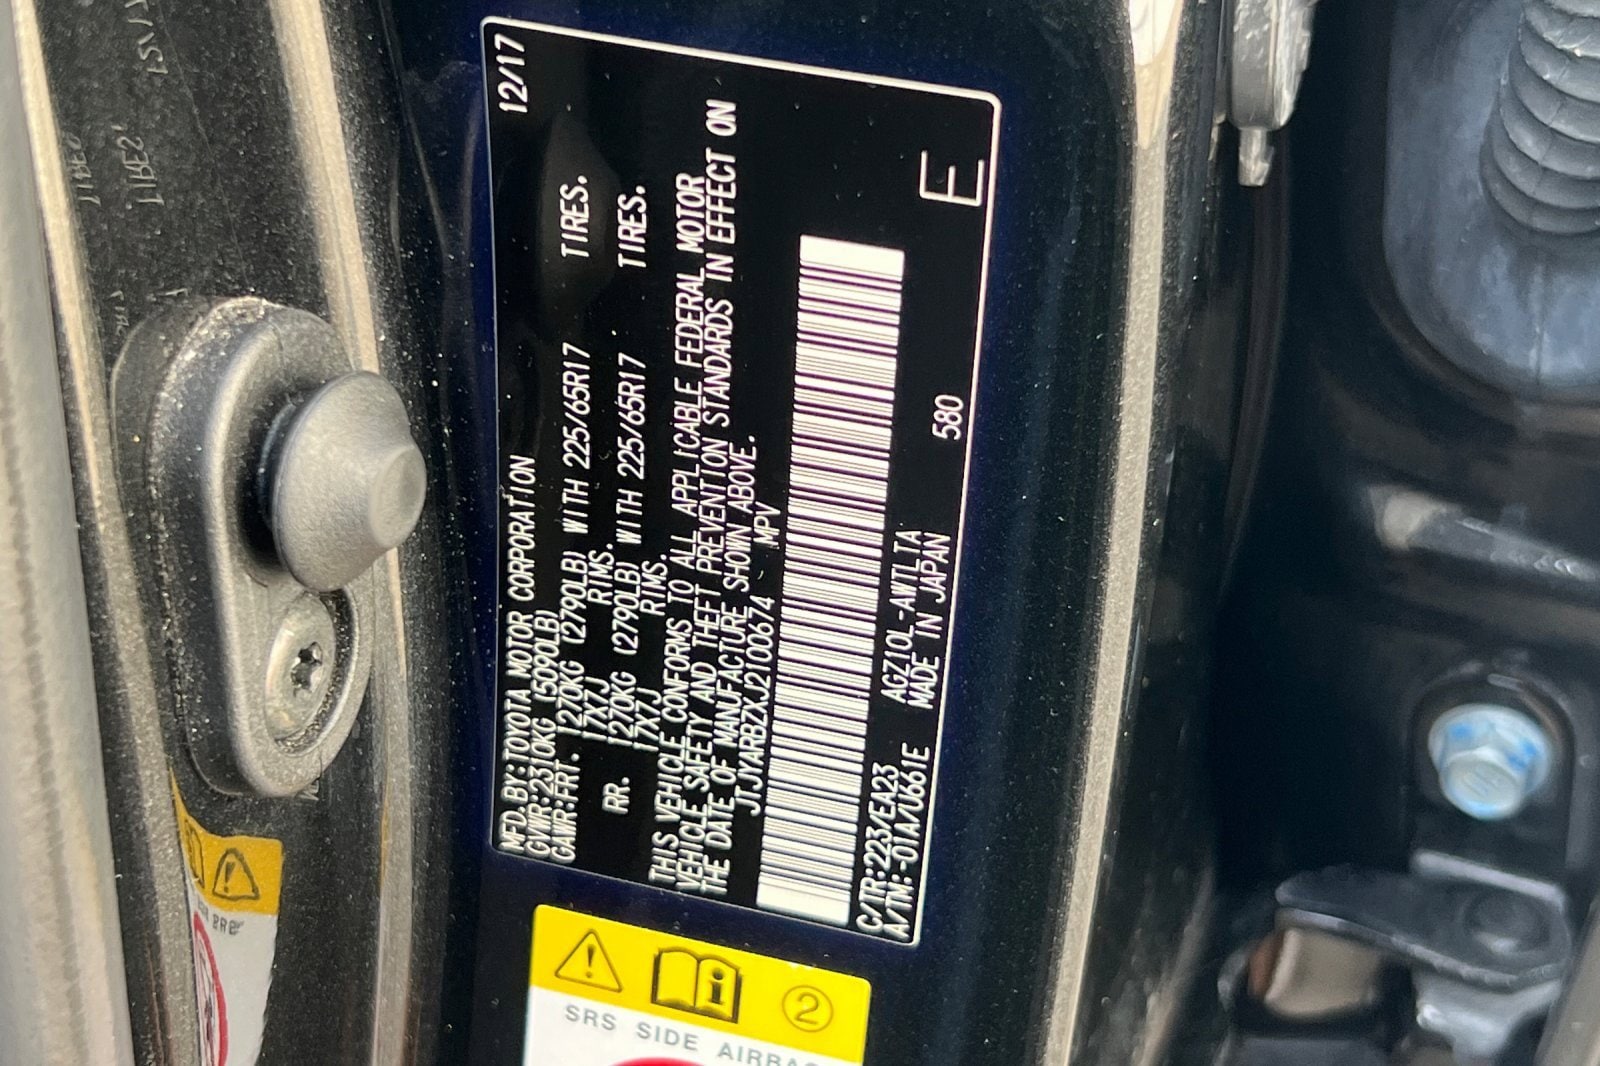 MFD.BY:TOYOTA MOTOR CORPORATION 12/17
GVWR:2310KG (5090LB)
GAWR:FRT. 1270KG (2790LB) WITH 225/65R17 TIRES.
17X7J RIMS.
RR. 1270KG (2790LB) WITH 225/65R17 TIRES.
17X7J RIMS.
THIS VEHICLE CONFORMS TO ALL APPLICABLE FEDERAL MOTOR
VEHICLE SAFETY AND THEFT PREVENTION STANDARDS IN EFFECT ON
THE DATE OF MANUFACTURE SHOWN ABOVE.
JTJYARBZXJ2100674 MPV
C/TR:223/EA23 AGZ10L-AWTLTA
A/TM:-01A/U661E MADE IN JAPAN 580 E
2
SRS SIDE AIRBAG